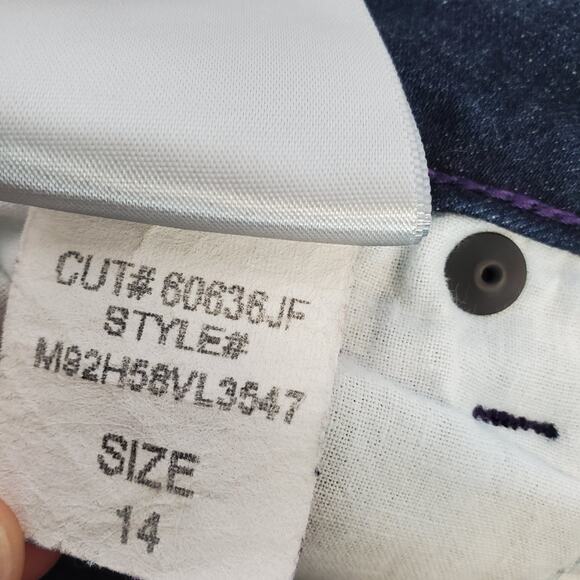 CUT# 60636JF
STYLE#
M92H58VL3547
SIZE
14